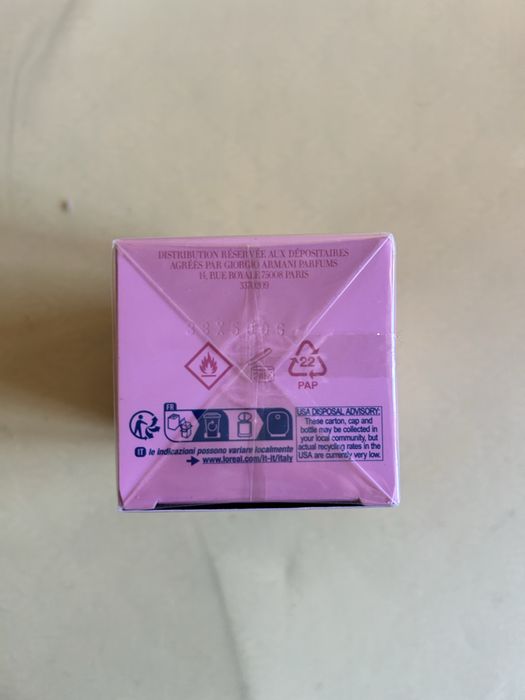 DISTRIBUTION RÉSERVÉE AUX DÉPOSITAIRES
AGRÉÉS PAR GIORGIO ARMANI PARFUMS
14, RUE ROYALE 75008 PARIS
3370209
22
PAP
FR
USA DISPOSAL ADVISORY:
These carton, cap and
bottle may be collected in
your local community, but
actual recycling rates in the
USA are currently very low.
IT le indicazioni possono variare localmente
➔ www.loreal.com/it-it/italy